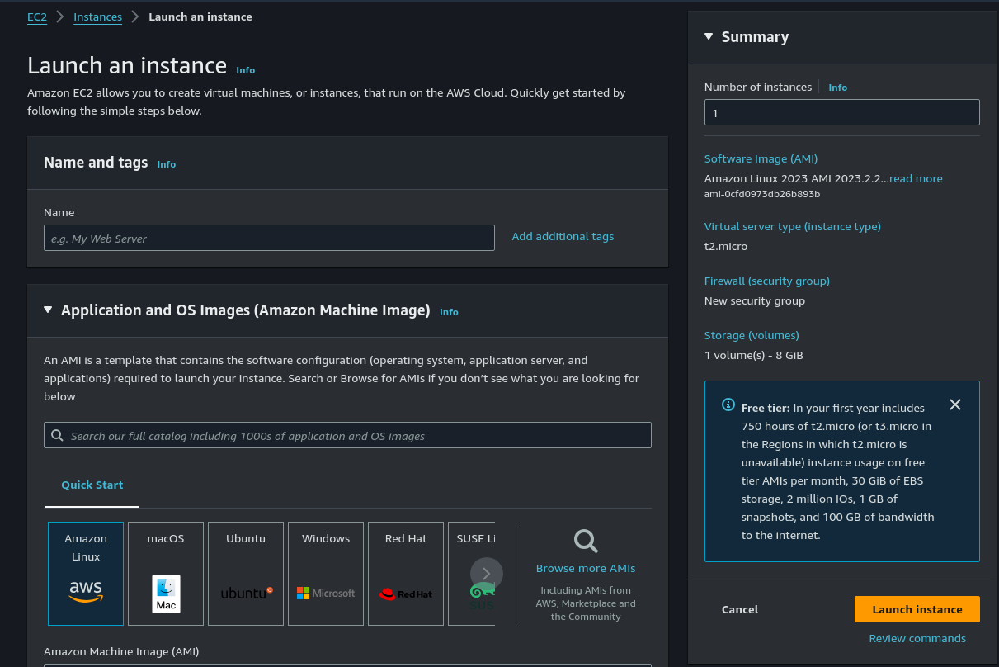 EC2 > Instances > Launch an instance
Launch an instance Info
Amazon EC2 allows you to create virtual machines, or instances, that run on the AWS Cloud. Quickly get started by
following the simple steps below.
Name and tags Info
Name
e.g. My Web Server
Add additional tags
Application and OS Images (Amazon Machine Image) Info
An AMI is a template that contains the software configuration (operating system, application server, and
applications) required to launch your instance. Search or Browse for AMIs if you don’t see what you are looking for
below
Search our full catalog including 1000s of application and OS images
Quick Start
Amazon
Linux
aws
macOS
Mac
Ubuntu
ubuntu
Windows
Microsoft
Red Hat
RedHat
SUSE Li
SUS
Browse more AMIs
Including AMIs from
AWS, Marketplace and
the Community
Amazon Machine Image (AMI)
Summary
Number of instances Info
1
Software Image (AMI)
Amazon Linux 2023 AMI 2023.2.2...read more
ami-0cfd0973db26b893b
Virtual server type (instance type)
t2.micro
Firewall (security group)
New security group
Storage (volumes)
1 volume(s) - 8 GiB
Free tier: In your first year includes
750 hours of t2.micro (or t3.micro in
the Regions in which t2.micro is
unavailable) instance usage on free
tier AMIs per month, 30 GiB of EBS
storage, 2 million IOs, 1 GB of
snapshots, and 100 GB of bandwidth
to the internet.
Cancel
Launch instance
Review commands